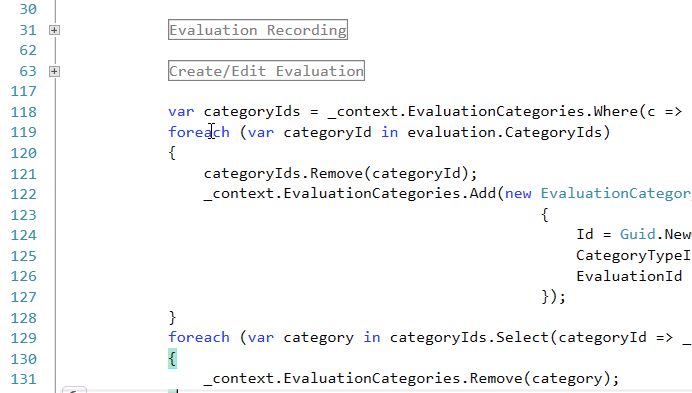 30
31 Evaluation Recording
62
63 Create/Edit Evaluation
117
118 var categoryIds = _context.EvaluationCategories.Where(c =>
119 foreach (var categoryId in evaluation.CategoryIds)
120 {
121 categoryIds.Remove(categoryId);
122 _context.EvaluationCategories.Add(new EvaluationCategor
123 {
124 Id = Guid.New
125 CategoryTypeI
126 EvaluationId
127 });
128 }
129 foreach (var category in categoryIds.Select(categoryId => _
130 {
131 _context.EvaluationCategories.Remove(category);